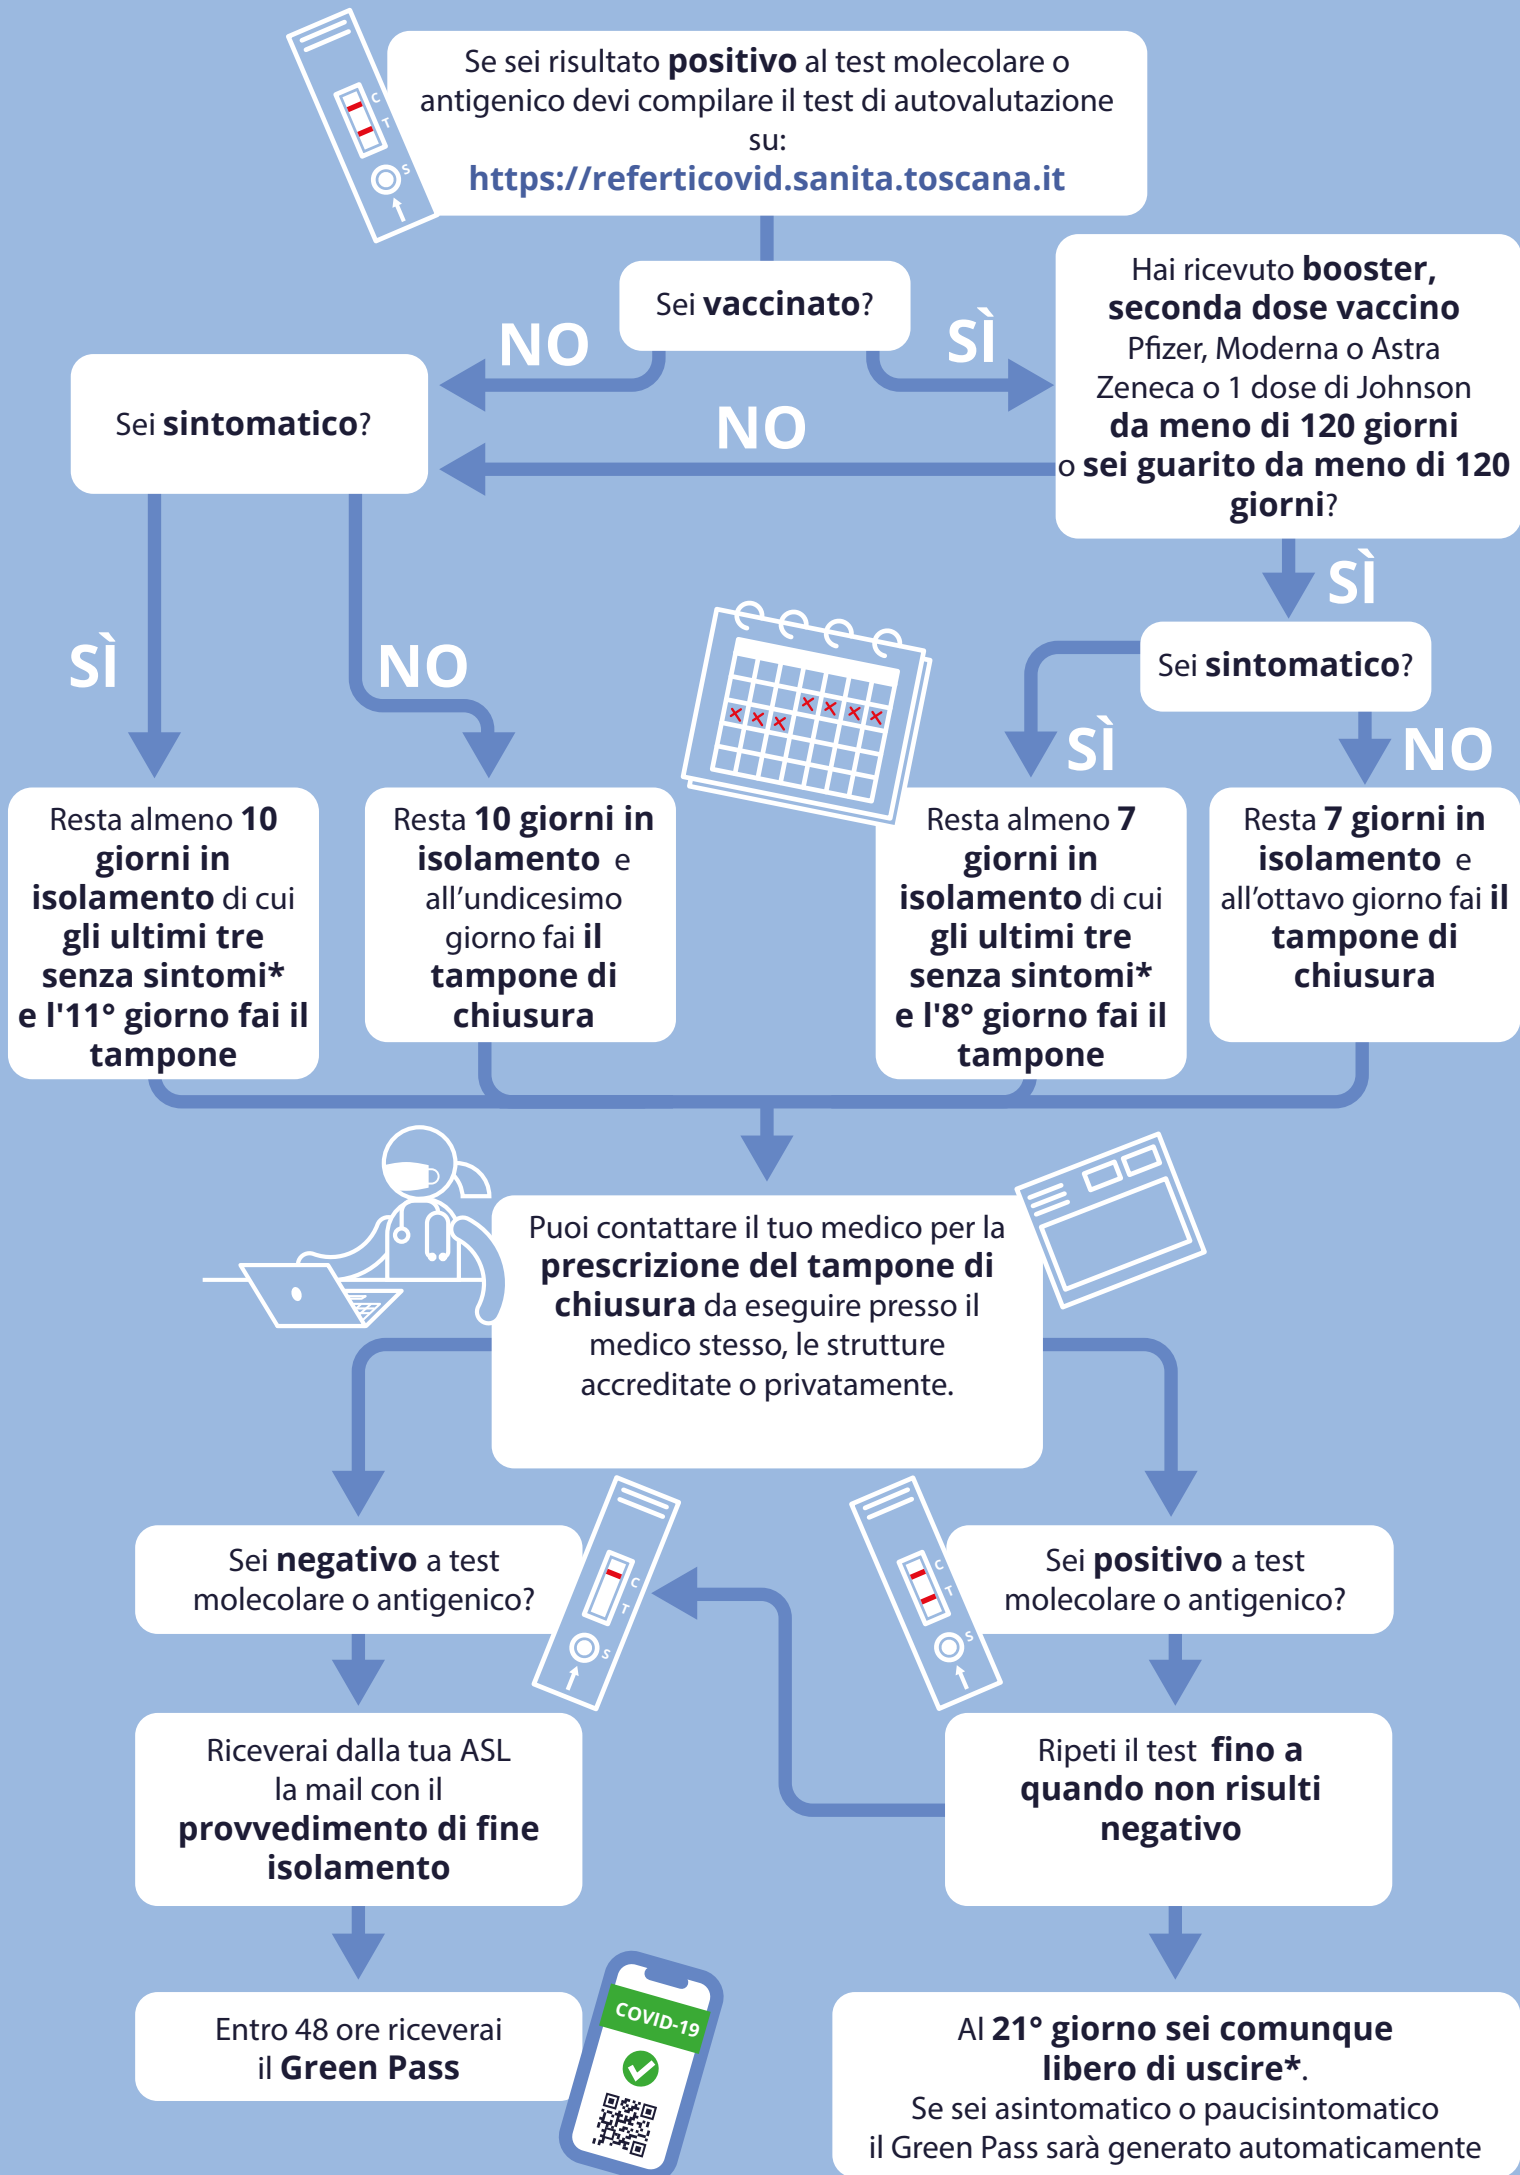 Se sei risultato positivo al test molecolare o
antigenico devi compilare il test di autovalutazione
su:
https://referticovid.sanita.toscana.it
C
T
S
Sei vaccinato?
NO
SÌ
Hai ricevuto booster,
seconda dose vaccino
Pfizer, Moderna o Astra
Zeneca o 1 dose di Johnson
da meno di 120 giorni
o sei guarito da meno di 120
giorni?
Sei sintomatico?
NO
SÌ
Sei sintomatico?
SÌ
NO
SÌ
NO
Resta almeno 10
giorni in
isolamento di cui
gli ultimi tre
senza sintomi*
e l'11° giorno fai il
tampone
Resta 10 giorni in
isolamento e
all’undicesimo
giorno fai il
tampone di
chiusura
Resta almeno 7
giorni in
isolamento di cui
gli ultimi tre
senza sintomi*
e l'8° giorno fai il
tampone
Resta 7 giorni in
isolamento e
all’ottavo giorno fai il
tampone di
chiusura
Puoi contattare il tuo medico per la
prescrizione del tampone di
chiusura da eseguire presso il
medico stesso, le strutture
accreditate o privatamente.
Sei negativo a test
molecolare o antigenico?
C
T
S
Sei positivo a test
molecolare o antigenico?
C
T
S
Riceverai dalla tua ASL
la mail con il
provvedimento di fine
isolamento
Ripeti il test fino a
quando non risulti
negativo
Entro 48 ore riceverai
il Green Pass
COVID-19
Al 21° giorno sei comunque
libero di uscire*.
Se sei asintomatico o paucisintomatico
il Green Pass sarà generato automaticamente